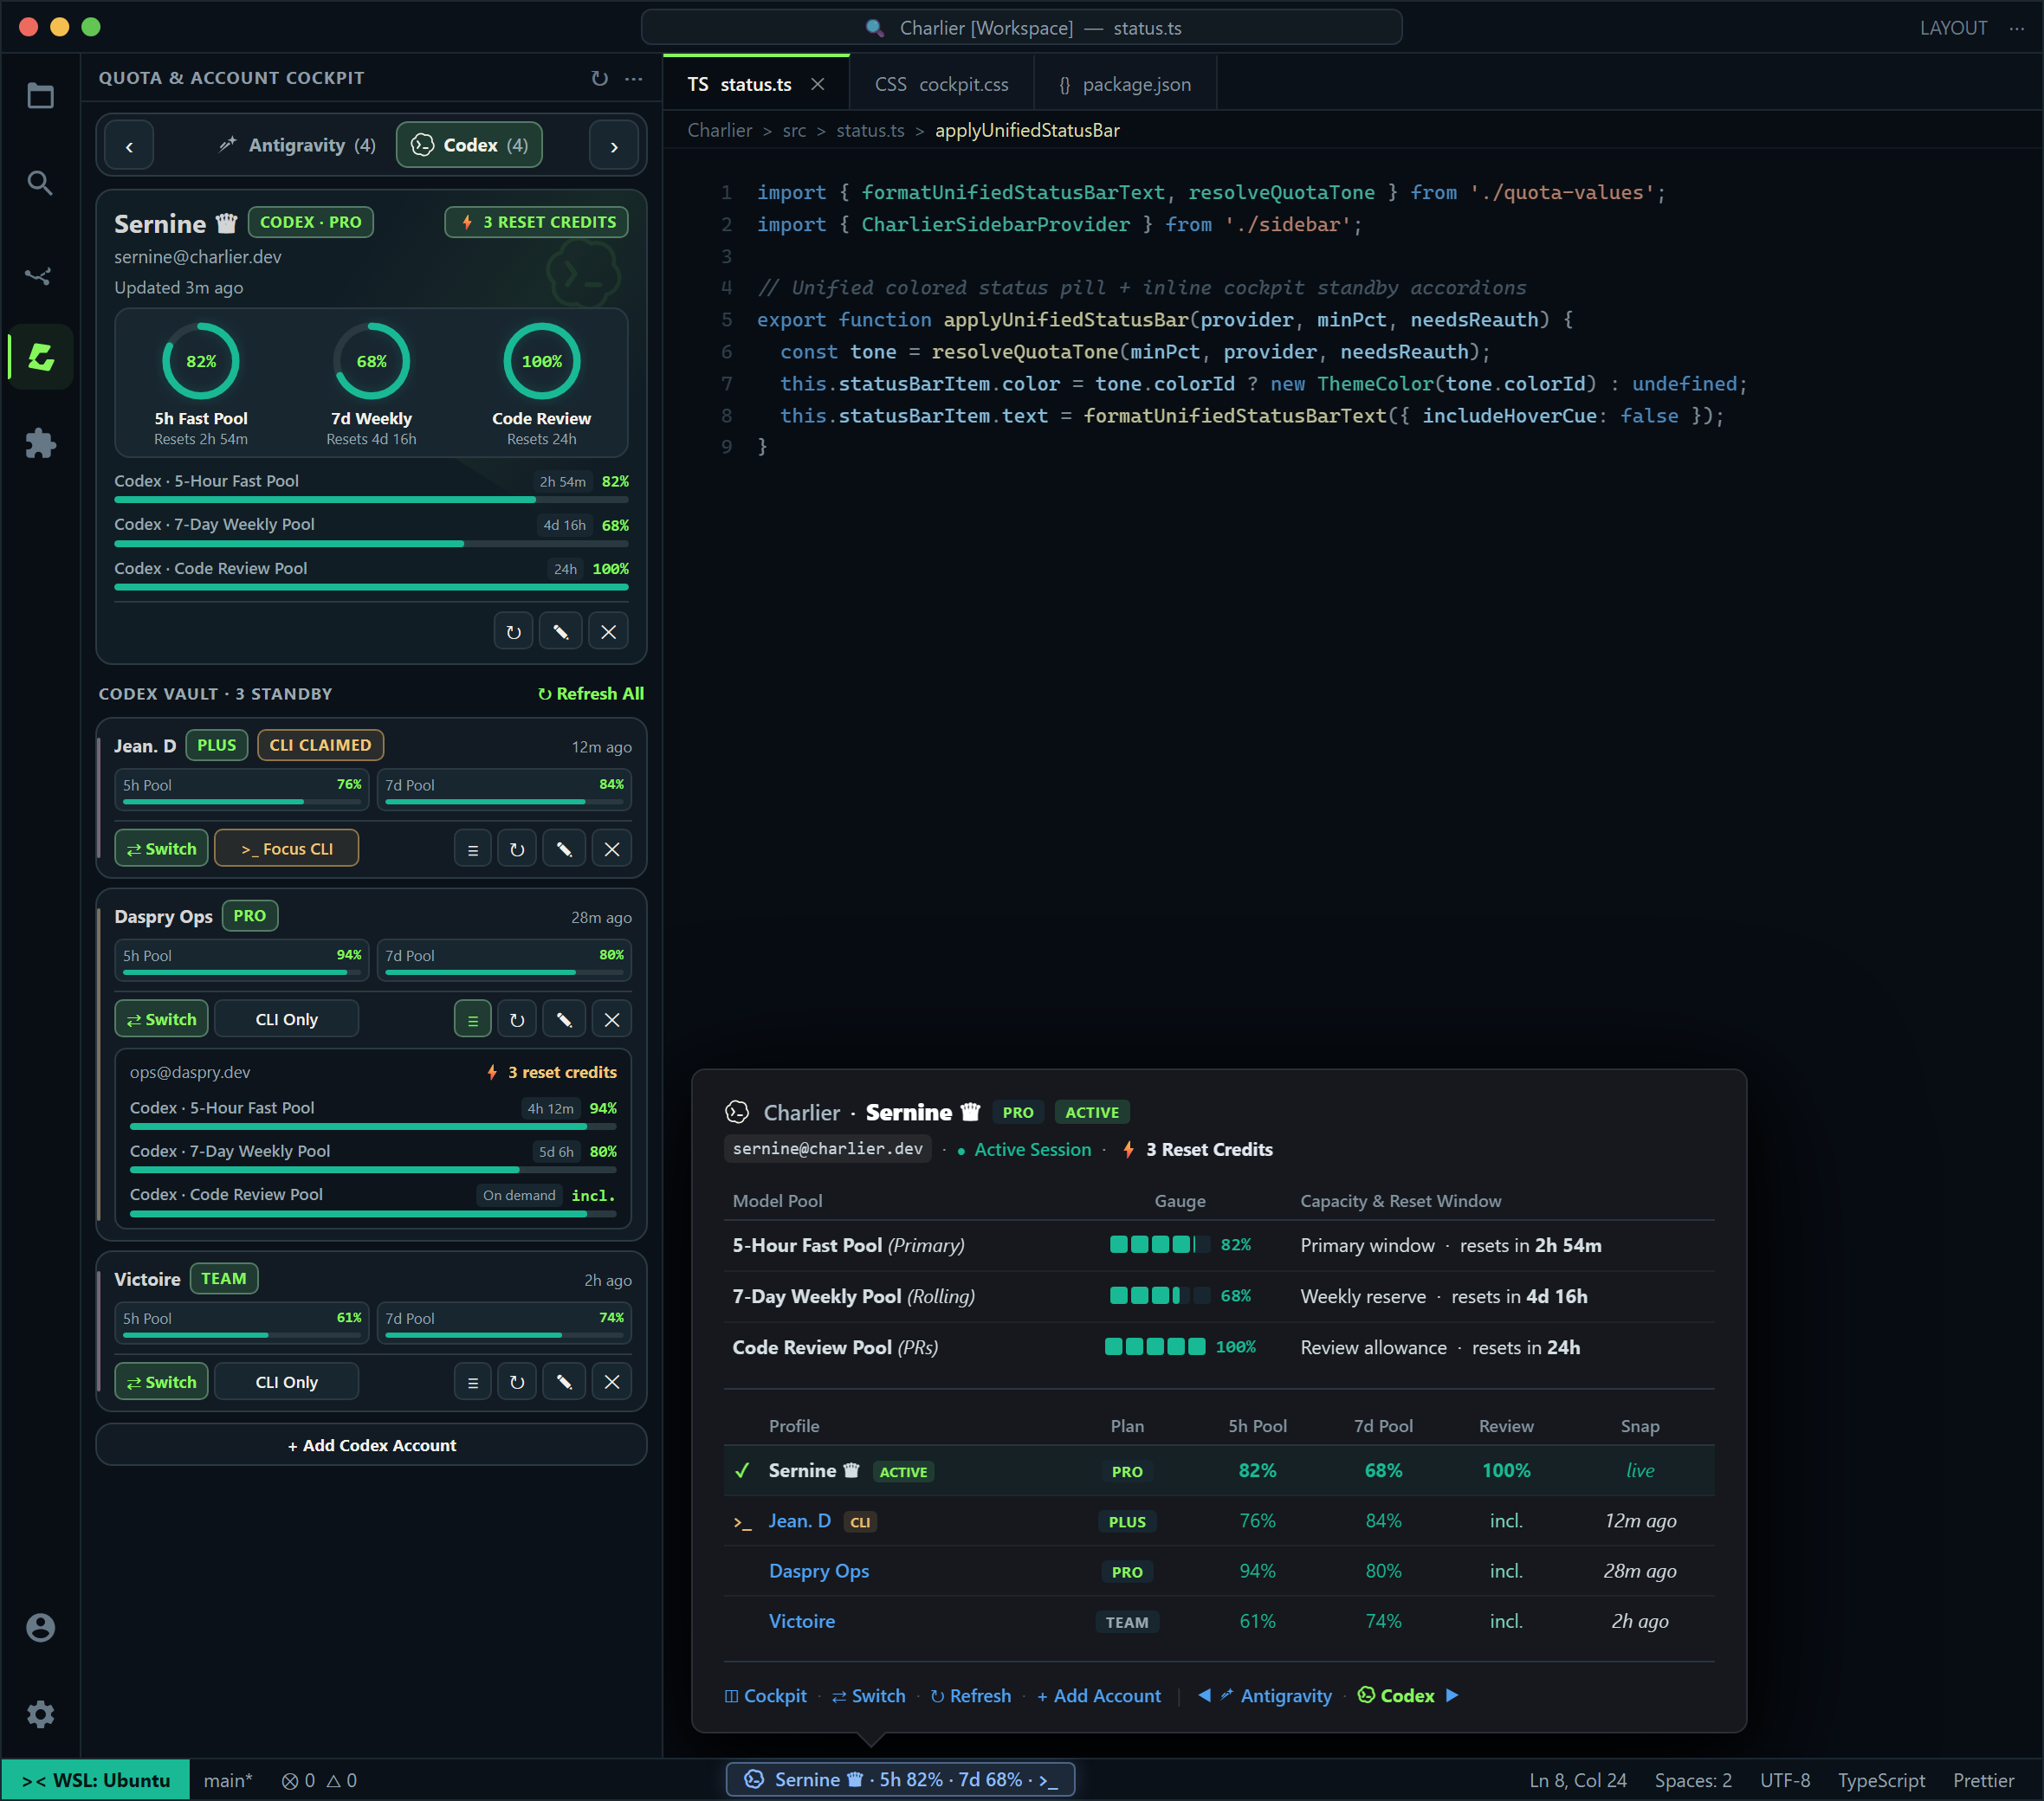 Charlier [Workspace] — status.ts
LAYOUT ···
QUOTA & ACCOUNT COCKPIT
‹ Antigravity (4) Codex (4) ›
Sernine ♛ CODEX · PRO ⚡ 3 RESET CREDITS
sernine@charlier.dev
Updated 3m ago
82% 68% 100%
5h Fast Pool 7d Weekly Code Review
Resets 2h 54m Resets 4d 16h Resets 24h
Codex · 5-Hour Fast Pool 2h 54m 82%
Codex · 7-Day Weekly Pool 4d 16h 68%
Codex · Code Review Pool 24h 100%
CODEX VAULT · 3 STANDBY ↻ Refresh All
Jean. D PLUS CLI CLAIMED 12m ago
5h Pool 76% 7d Pool 84%
⇄ Switch >_ Focus CLI
Daspry Ops PRO 28m ago
5h Pool 94% 7d Pool 80%
⇄ Switch CLI Only
ops@daspry.dev ⚡ 3 reset credits
Codex · 5-Hour Fast Pool 4h 12m 94%
Codex · 7-Day Weekly Pool 5d 6h 80%
Codex · Code Review Pool On demand incl.
Victoire TEAM 2h ago
5h Pool 61% 7d Pool 74%
⇄ Switch CLI Only
+ Add Codex Account
TS status.ts × CSS cockpit.css {} package.json
Charlier > src > status.ts > applyUnifiedStatusBar
1 import { formatUnifiedStatusBarText, resolveQuotaTone } from './quota-values';
2 import { CharlierSidebarProvider } from './sidebar';
3
4 // Unified colored status pill + inline cockpit standby accordions
5 export function applyUnifiedStatusBar(provider, minPct, needsReauth) {
6 const tone = resolveQuotaTone(minPct, provider, needsReauth);
7 this.statusBarItem.color = tone.colorId ? new ThemeColor(tone.colorId) : undefined;
8 this.statusBarItem.text = formatUnifiedStatusBarText({ includeHoverCue: false });
9 }
Charlier · Sernine ♛ PRO ACTIVE
sernine@charlier.dev · ● Active Session · ⚡ 3 Reset Credits
Model Pool Gauge Capacity & Reset Window
5-Hour Fast Pool (Primary) 82% Primary window · resets in 2h 54m
7-Day Weekly Pool (Rolling) 68% Weekly reserve · resets in 4d 16h
Code Review Pool (PRs) 100% Review allowance · resets in 24h
Profile Plan 5h Pool 7d Pool Review Snap
✓ Sernine ♛ ACTIVE PRO 82% 68% 100% live
>_ Jean. D CLI PLUS 76% 84% incl. 12m ago
Daspry Ops PRO 94% 80% incl. 28m ago
Victoire TEAM 61% 74% incl. 2h ago
Cockpit · ⇄ Switch · ↻ Refresh · + Add Account | ◀ Antigravity · Codex ▶
>< WSL: Ubuntu main* ⊗ 0 △ 0
Sernine ♛ · 5h 82% · 7d 68% · >_
Ln 8, Col 24 Spaces: 2 UTF-8 TypeScript Prettier